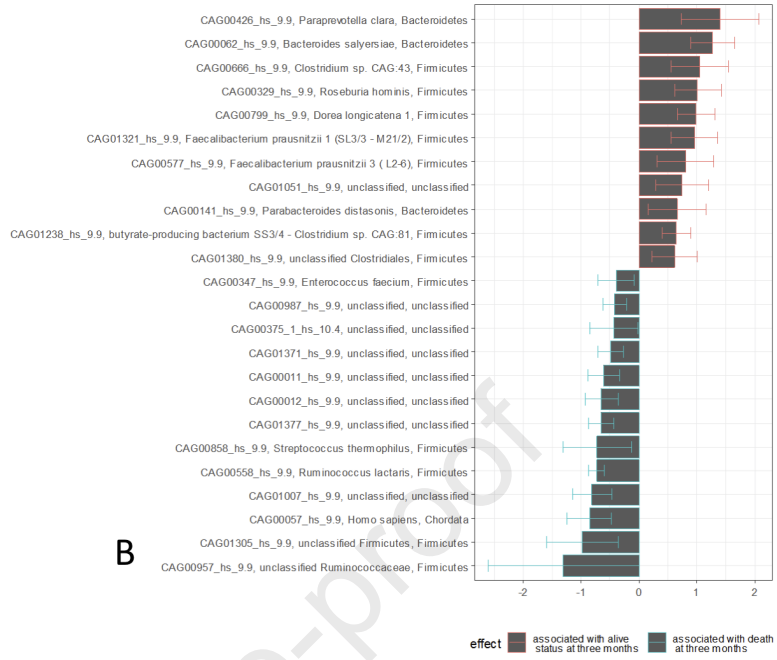 CAG00426_hs_9.9, Paraprevotella clara, Bacteroidetes
CAG00062_hs_9.9, Bacteroides salyersiae, Bacteroidetes
CAG00666_hs_9.9, Clostridium sp. CAG:43, Firmicutes
CAG00329_hs_9.9, Roseburia hominis, Firmicutes
CAG00799_hs_9.9, Dorea longicatena 1, Firmicutes
CAG01321_hs_9.9, Faecalibacterium prausnitzii 1 (SL3/3 - M21/2), Firmicutes
CAG00577_hs_9.9, Faecalibacterium prausnitzii 3 ( L2-6), Firmicutes
CAG01051_hs_9.9, unclassified, unclassified
CAG00141_hs_9.9, Parabacteroides distasonis, Bacteroidetes
CAG01238_hs_9.9, butyrate-producing bacterium SS3/4 - Clostridium sp. CAG:81, Firmicutes
CAG01380_hs_9.9, unclassified Clostridiales, Firmicutes
CAG00347_hs_9.9, Enterococcus faecium, Firmicutes
CAG00987_hs_9.9, unclassified, unclassified
CAG00375_1_hs_10.4, unclassified, unclassified
CAG01371_hs_9.9, unclassified, unclassified
CAG00011_hs_9.9, unclassified, unclassified
CAG00012_hs_9.9, unclassified, unclassified
CAG01377_hs_9.9, unclassified, unclassified
CAG00858_hs_9.9, Streptococcus thermophilus, Firmicutes
CAG00558_hs_9.9, Ruminococcus lactaris, Firmicutes
CAG01007_hs_9.9, unclassified, unclassified
CAG00057_hs_9.9, Homo sapiens, Chordata
CAG01305_hs_9.9, unclassified Firmicutes, Firmicutes
B
CAG00957_hs_9.9, unclassified Ruminococcaceae, Firmicutes
-2 -1 0 1 2
effect
associated with alive
status at three months
associated with death
at three months
-proof